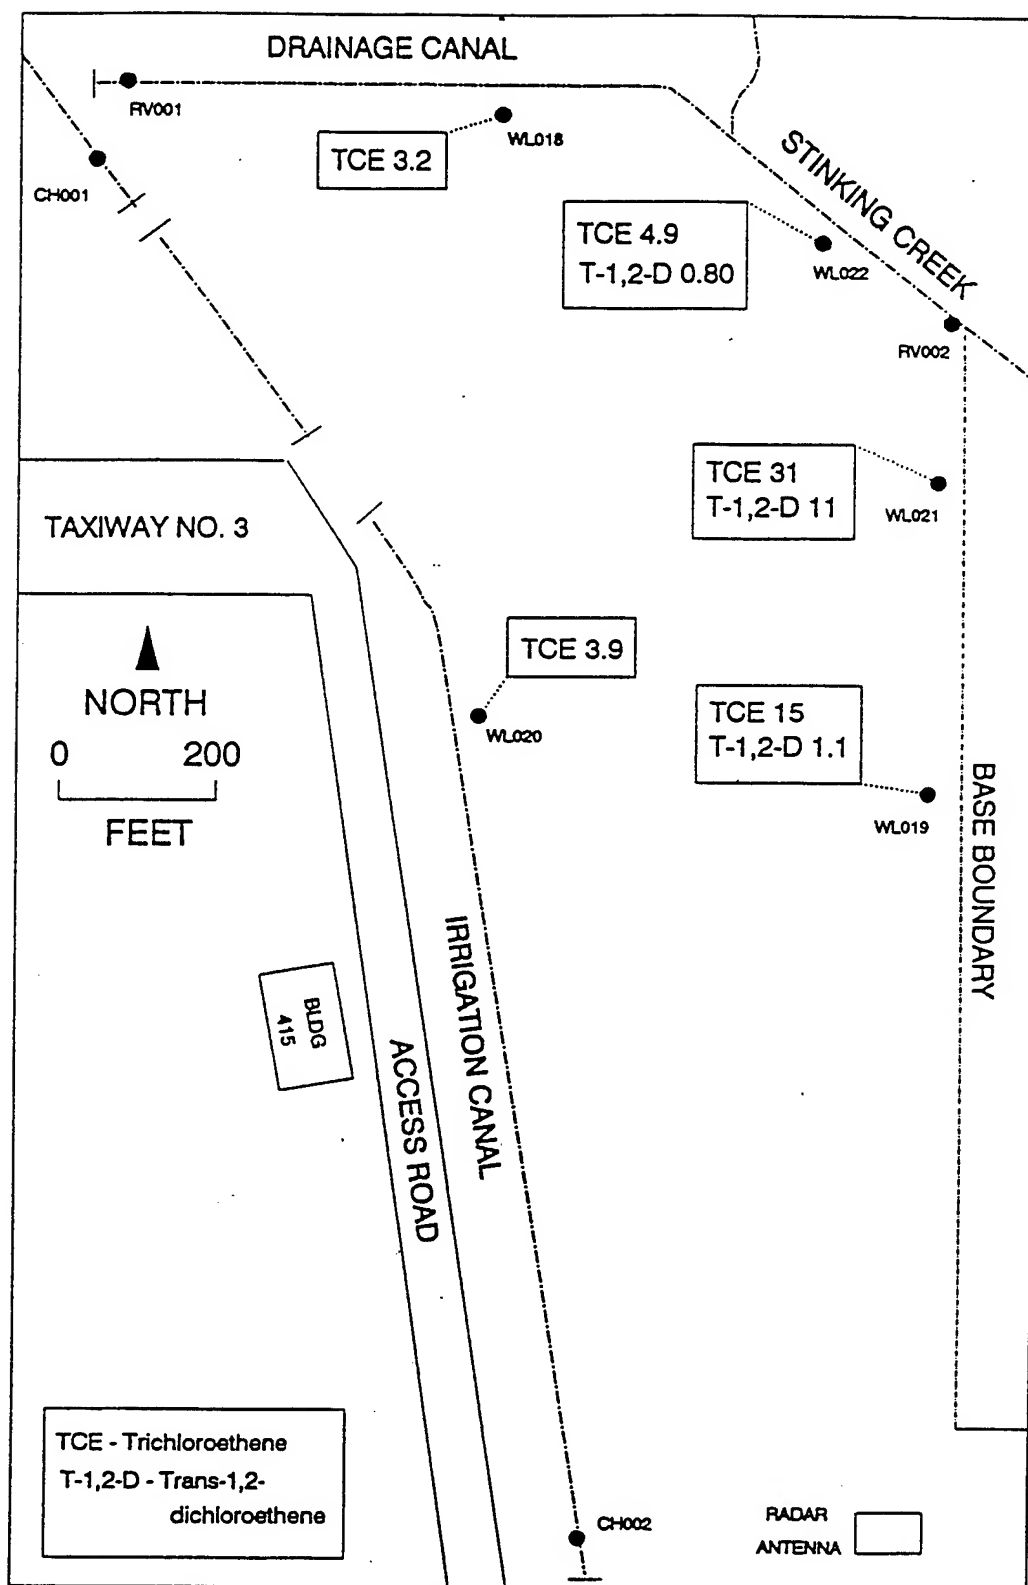 DRAINAGE CANAL
RV001
WL018
TCE 3.2
STINKING CREEK
CH001
TCE 4.9
T-1,2-D 0.80
WL022
RV002
TCE 31
T-1,2-D 11
WL021
TAXIWAY NO. 3
TCE 3.9
WL020
NORTH
0 200
FEET
TCE 15
T-1,2-D 1.1
WL019
BASE BOUNDARY
IRRIGATION CANAL
BLDG
415
ACCESS ROAD
TCE - Trichloroethene
T-1,2-D - Trans-1,2-
dichloroethene
CH002
RADAR
ANTENNA